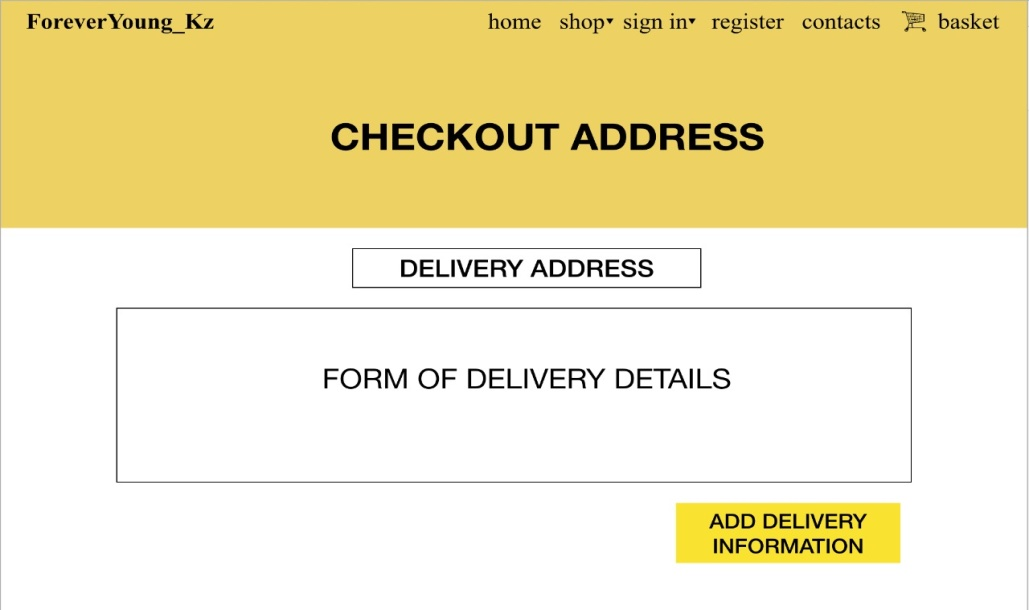 ForeverYoung_Kz home shop▾ sign in▾ register contacts basket
CHECKOUT ADDRESS
DELIVERY ADDRESS
FORM OF DELIVERY DETAILS
ADD DELIVERY
INFORMATION